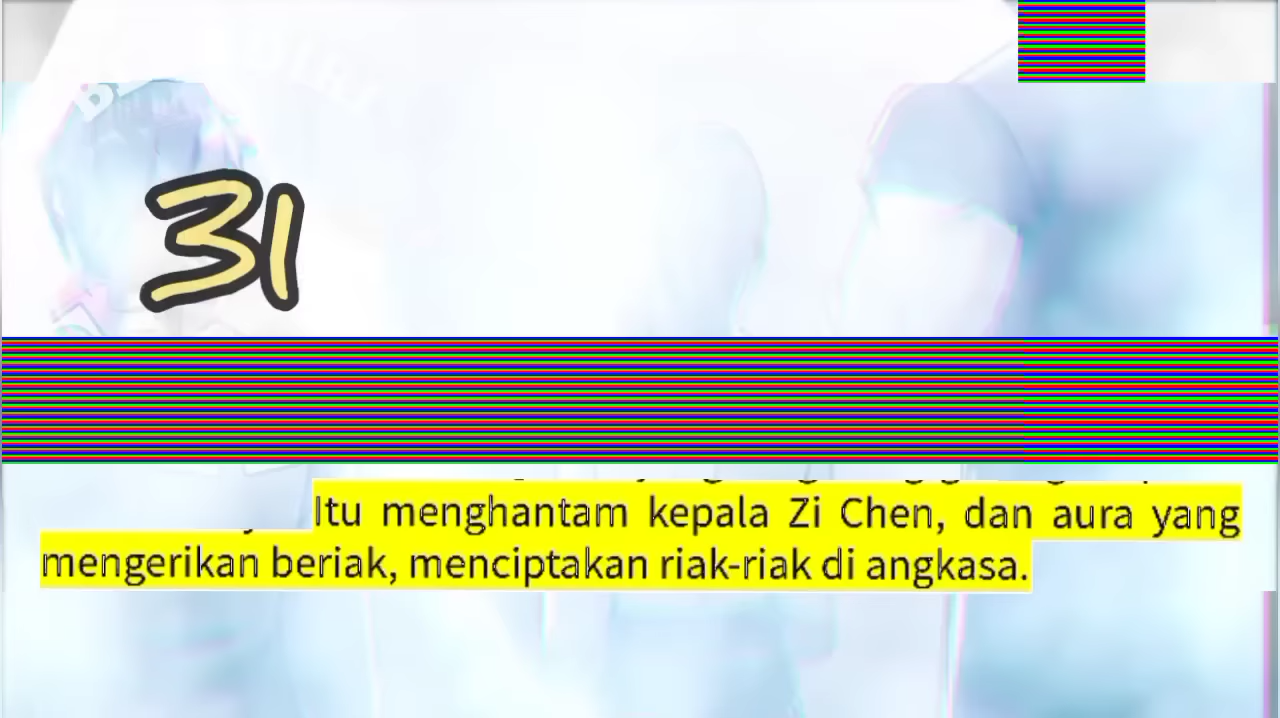 31
Itu menghantam kepala Zi Chen, dan aura yang
mengerikan beriak, menciptakan riak-riak di angkasa.